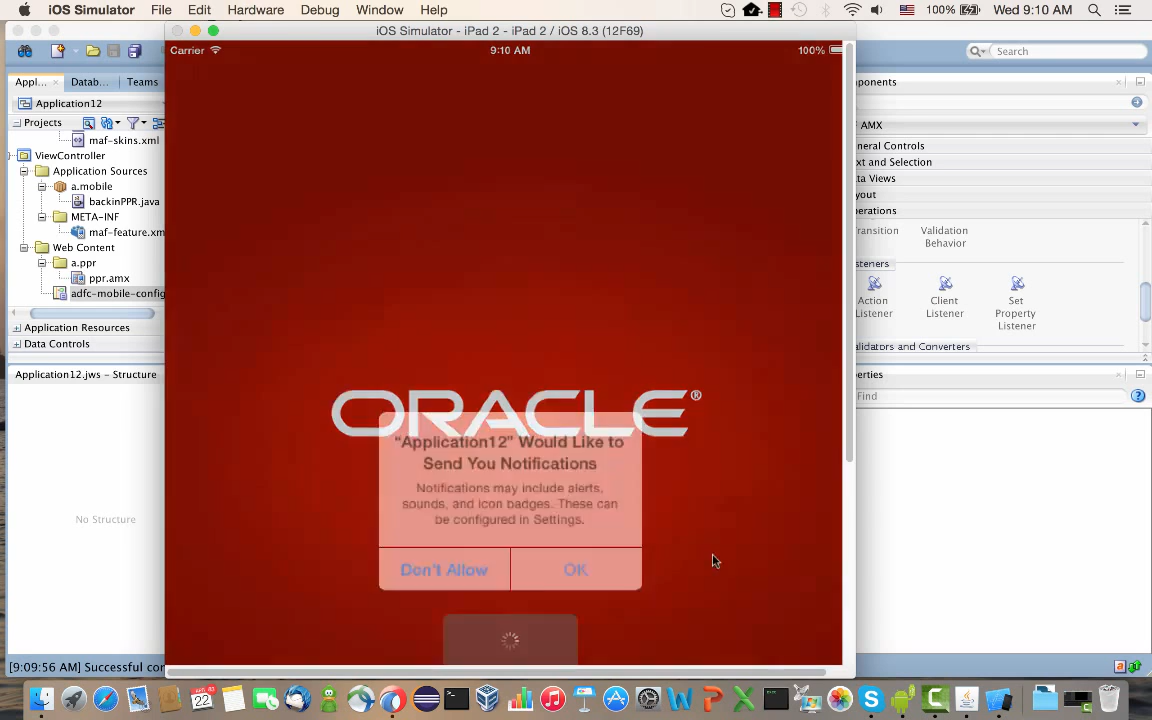 iOS Simulator File Edit Hardware Debug Window Help 100% Wed 9:10 AM
iOS Simulator - iPad 2 - iPad 2 / iOS 8.3 (12F69)
Carrier 9:10 AM 100%
Search
Appl... Datab... Teams
Application12
Projects
maf-skins.xml
ViewController
Application Sources
a.mobile
backinPPR.java
META-INF
maf-feature.xm
Web Content
a.ppr
ppr.amx
adfc-mobile-config
Application Resources
Data Controls
Application12.jws - Structure
No Structure
[9:09:56 AM] Successful con
ORACLE®
"Application12" Would Like to
Send You Notifications
Notifications may include alerts,
sounds, and icon badges. These can
be configured in Settings.
Don't Allow OK
ponents
AMX
neral Controls
xt and Selection
ta Views
yout
perations
ransition Validation
Behavior
steners
Action Client Set
Listener Listener Property
Listener
alidators and Converters
erties
Find